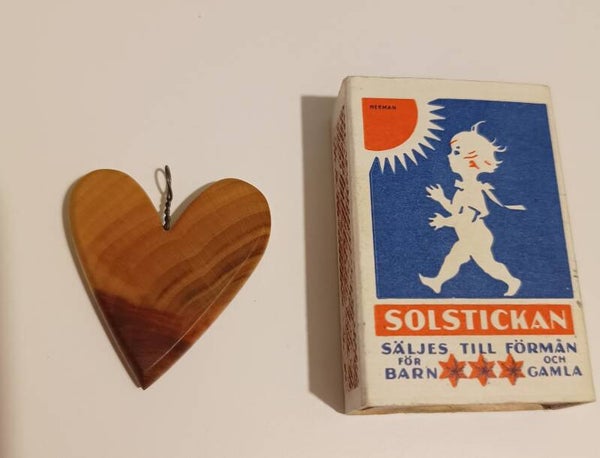 HERMAN
SOLSTICKAN
SÄLJES TILL FÖRMÅN
FÖR OCH
BARN GAMLA